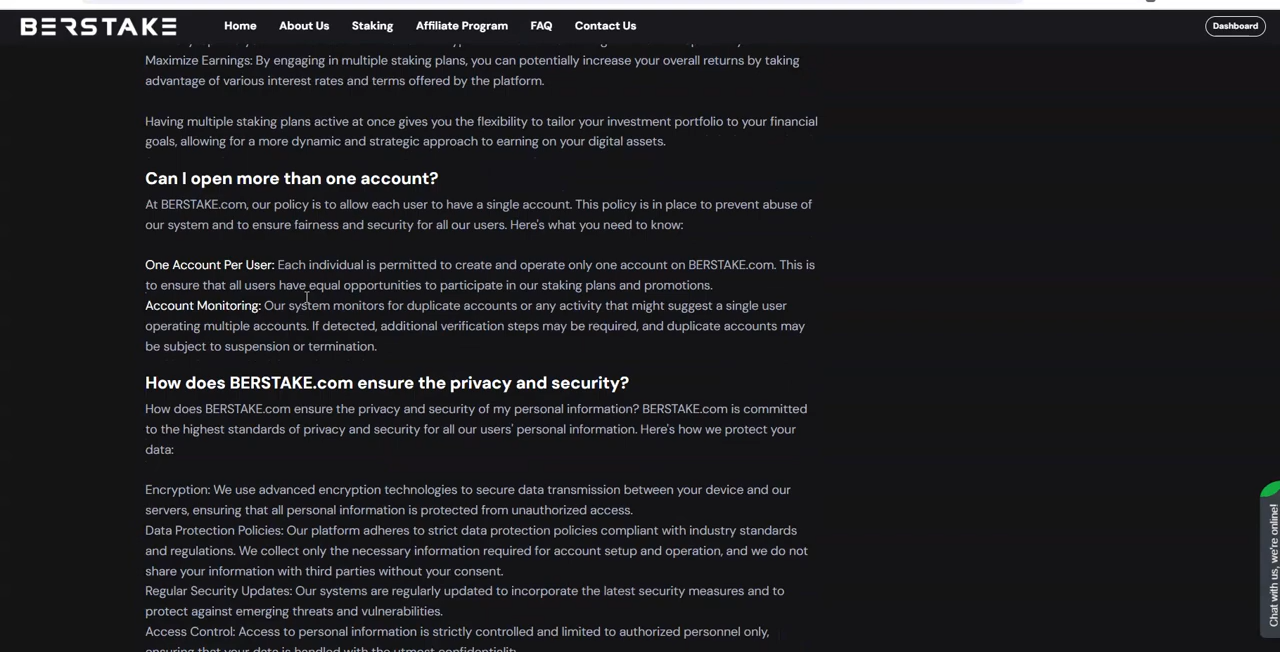 BERSTAKE
Home
About Us
Staking
Affiliate Program
FAQ
Contact Us
Dashboard
Maximize Earnings: By engaging in multiple staking plans, you can potentially increase your overall returns by taking
advantage of various interest rates and terms offered by the platform.
Having multiple staking plans active at once gives you the flexibility to tailor your investment portfolio to your financial
goals, allowing for a more dynamic and strategic approach to earning on your digital assets.
Can I open more than one account?
At BERSTAKE.com, our policy is to allow each user to have a single account. This policy is in place to prevent abuse of
our system and to ensure fairness and security for all our users. Here's what you need to know:
One Account Per User: Each individual is permitted to create and operate only one account on BERSTAKE.com. This is
to ensure that all users have equal opportunities to participate in our staking plans and promotions.
Account Monitoring: Our system monitors for duplicate accounts or any activity that might suggest a single user
operating multiple accounts. If detected, additional verification steps may be required, and duplicate accounts may
be subject to suspension or termination.
How does BERSTAKE.com ensure the privacy and security?
How does BERSTAKE.com ensure the privacy and security of my personal information? BERSTAKE.com is committed
to the highest standards of privacy and security for all our users' personal information. Here's how we protect your
data:
Encryption: We use advanced encryption technologies to secure data transmission between your device and our
servers, ensuring that all personal information is protected from unauthorized access.
Data Protection Policies: Our platform adheres to strict data protection policies compliant with industry standards
and regulations. We collect only the necessary information required for account setup and operation, and we do not
share your information with third parties without your consent.
Regular Security Updates: Our systems are regularly updated to incorporate the latest security measures and to
protect against emerging threats and vulnerabilities.
Access Control: Access to personal information is strictly controlled and limited to authorized personnel only,
ensuring that your data is handled with the utmost confidentiality.
Chat with us, we're online!